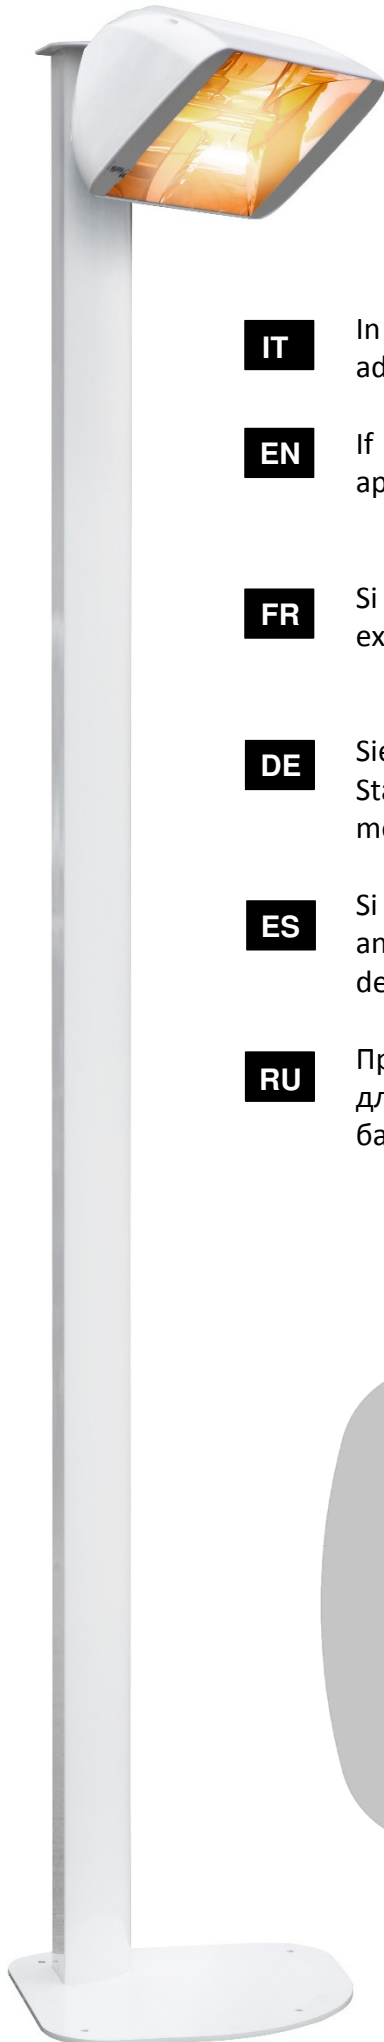 IT
In
ad
EN
If
ap
FR
Si
ex
DE
Sie
Sta
me
ES
Si
an
de
RU
Пр
дл
ба